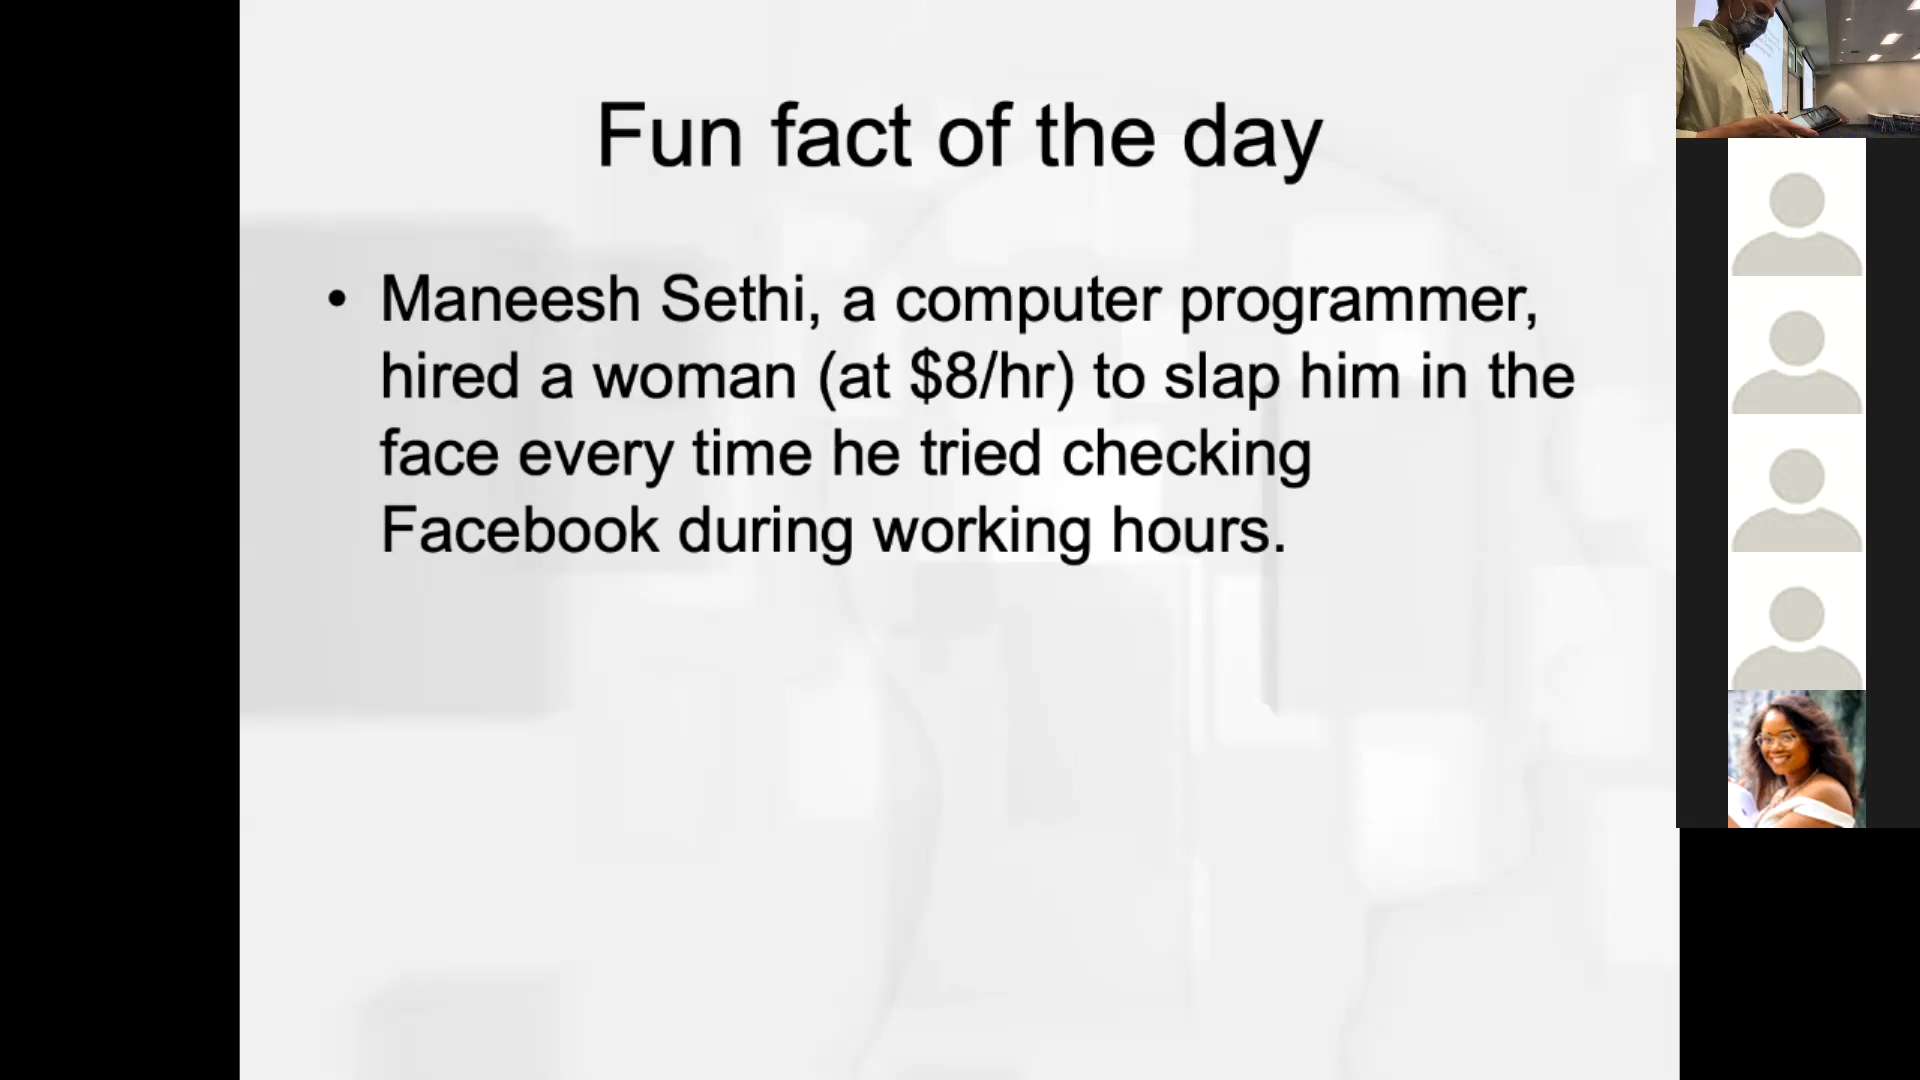 Fun fact of the day
• Maneesh Sethi, a computer programmer,
hired a woman (at $8/hr) to slap him in the
face every time he tried checking
Facebook during working hours.